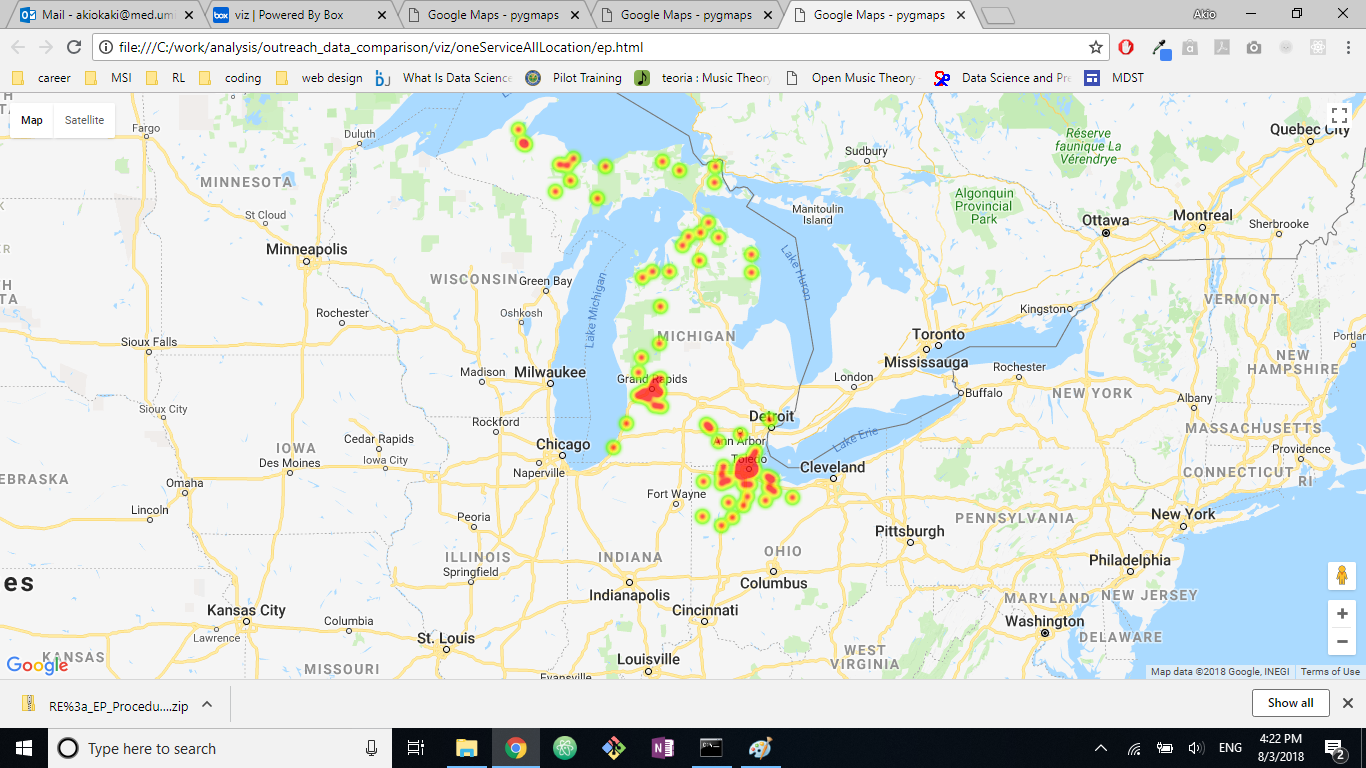 Mail - akiokaki@med.um
viz | Powered By Box
Google Maps - pygmaps
Google Maps - pygmaps
Google Maps - pygmaps
Akio
file:///C:/work/analysis/outreach_data_comparison/viz/oneServiceAllLocation/ep.html
career
MSI
RL
coding
web design
What Is Data Science
Pilot Training
teoria : Music Theory
Open Music Theory
Data Science and Pre
MDST
Map
Satellite
Fargo
Duluth
Quebec City
Réserve
faunique La
Vérendrye
Sudbury
MINNESOTA
Algonquin
Provincial
Park
Manitoulin
Island
St Cloud
Ottawa
Montreal
Sherbrooke
Minneapolis
WISCONSIN
Green Bay
Lake Michigan
Lake Huron
VERMONT
Rochester
Oshkosh
Kingston
Sioux Falls
MICHIGAN
Toronto
Mississauga
Portlan
NEW
HAMPSHIRE
Madison
Milwaukee
Grand Rapids
London
Rochester
Buffalo
NEW YORK
Albany
Sioux City
Rockford
Detroit
MASSACHUSETTS
IOWA
Cedar Rapids
Iowa City
Des Moines
Chicago
Naperville
Ann Arbor
Lake Erie
Toledo
Cleveland
Providence
CONNECTICUT
RI
EBRASKA
Omaha
Lincoln
Fort Wayne
Peoria
PENNSYLVANIA
New York
Pittsburgh
ILLINOIS
INDIANA
OHIO
Philadelphia
Springfield
Columbus
es
Indianapolis
MARYLAND
NEW JERSEY
Kansas City
Columbia
Cincinnati
Washington
Lawrence
St. Louis
DELAWARE
KANSAS
MISSOURI
Louisville
WEST
VIRGINIA
Evansville
Google
Map data ©2018 Google, INEGI
Terms of Use
RE%3a_EP_Procedu....zip
Show all
Type here to search
ENG
4:22 PM
8/3/2018
2